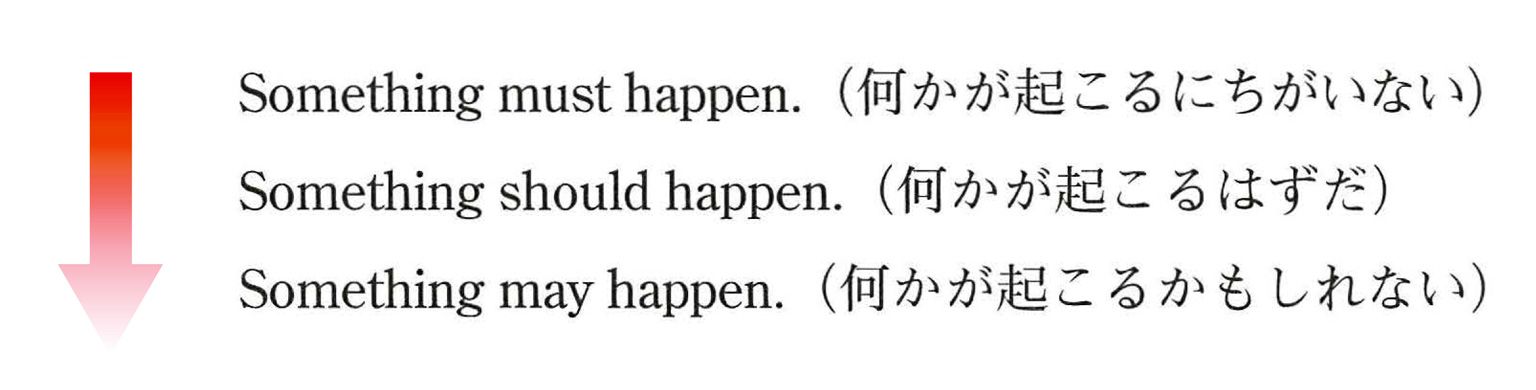 Something must happen.（何かが起こるにちがいない）
Something should happen.（何かが起こるはずだ）
Something may happen.（何かが起こるかもしれない）